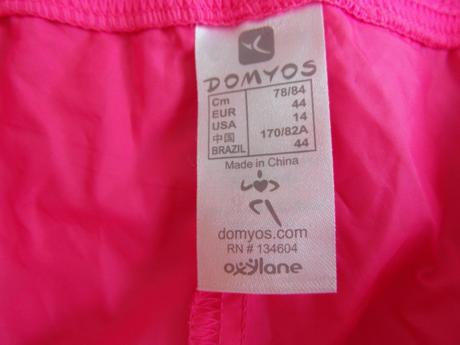 DOMYOS
Cm 78/84
EUR 44
USA 14
中国 170/82A
BRAZIL 44
Made in China
domyos.com
RN # 134604
oxylane